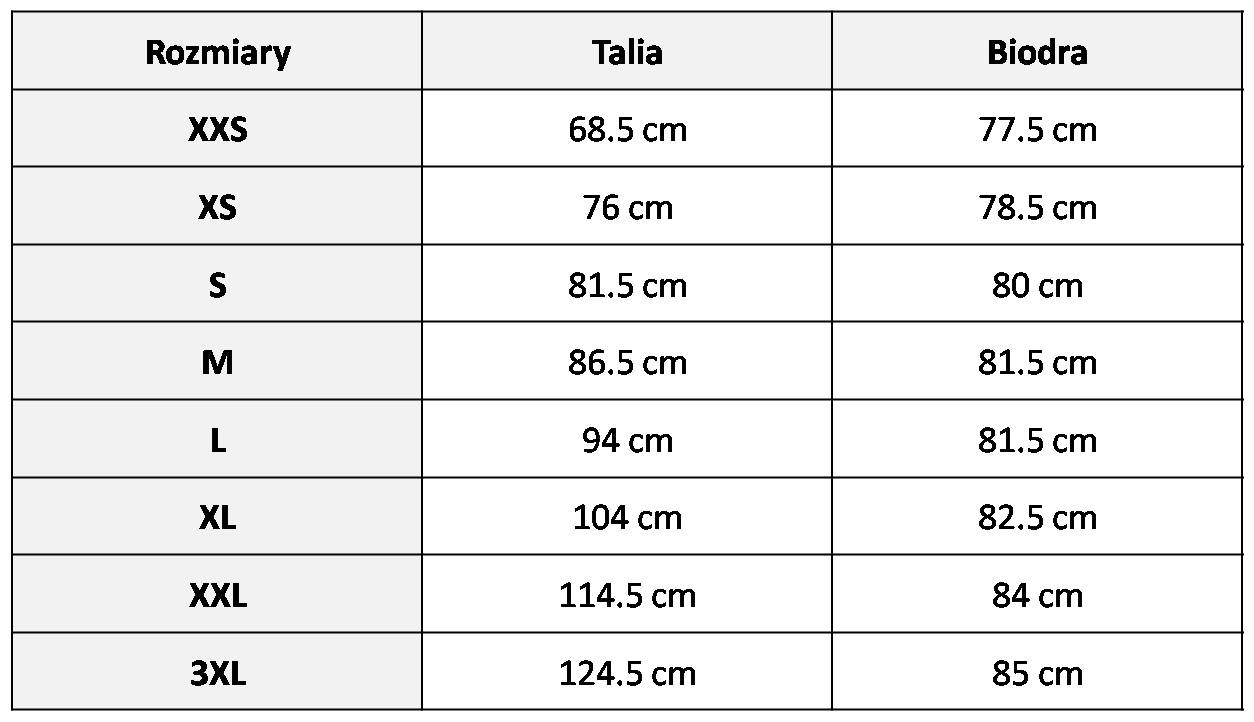 Rozmiary Talia Biodra
XXS 68.5 cm 77.5 cm
XS 76 cm 78.5 cm
S 81.5 cm 80 cm
M 86.5 cm 81.5 cm
L 94 cm 81.5 cm
XL 104 cm 82.5 cm
XXL 114.5 cm 84 cm
3XL 124.5 cm 85 cm